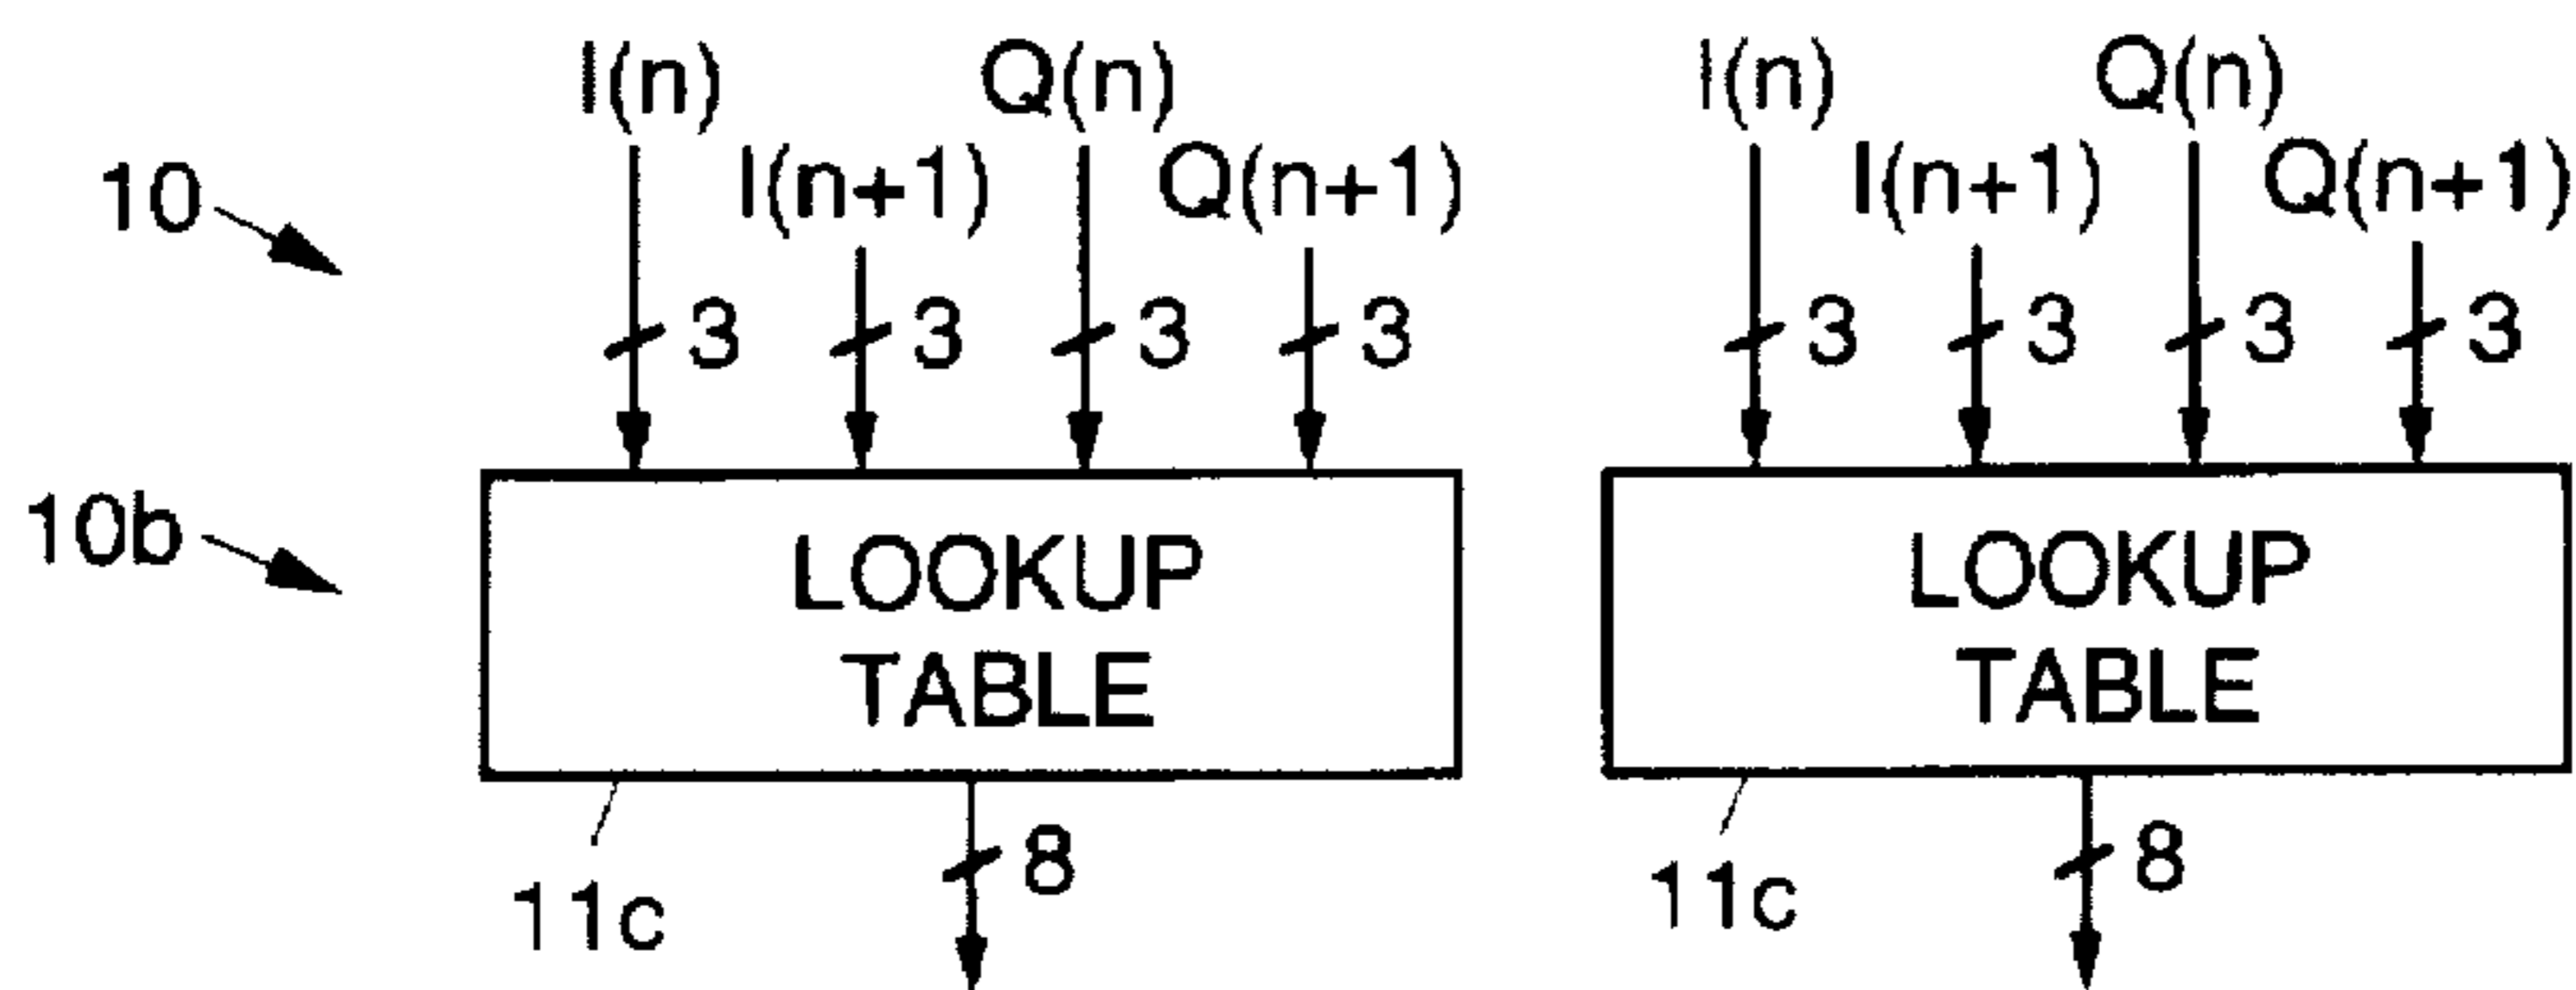 I(n) Q(n) I(n) Q(n)
10 I(n+1) Q(n+1) I(n+1) Q(n+1)
3 3 3 3 3 3 3 3
10b LOOKUP LOOKUP
TABLE TABLE
11c 8 11c 8